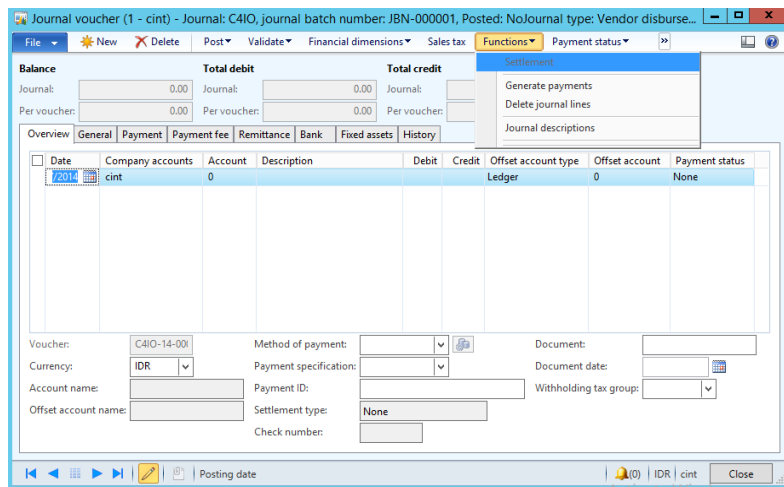 Journal voucher (1 - cint) - Journal: C4IO, journal batch number: JBN-000001, Posted: NoJournal type: Vendor disburse...
File New Delete Post Validate Financial dimensions Sales tax Functions Payment status >>
Settlement
Generate payments
Delete journal lines
Journal descriptions
Balance Total debit Total credit
Journal: 0.00 Journal: 0.00 Journal:
Per voucher: 0.00 Per voucher: 0.00 Per voucher:
Overview General Payment Payment fee Remittance Bank Fixed assets History
Date Company accounts Account Description Debit Credit Offset account type Offset account Payment status
/2014 cint 0 Ledger 0 None
Voucher: C4IO-14-00 Method of payment: Document:
Currency: IDR Payment specification: Document date:
Account name: Payment ID: Withholding tax group:
Offset account name: Settlement type: None
Check number:
Posting date (0) IDR cint Close